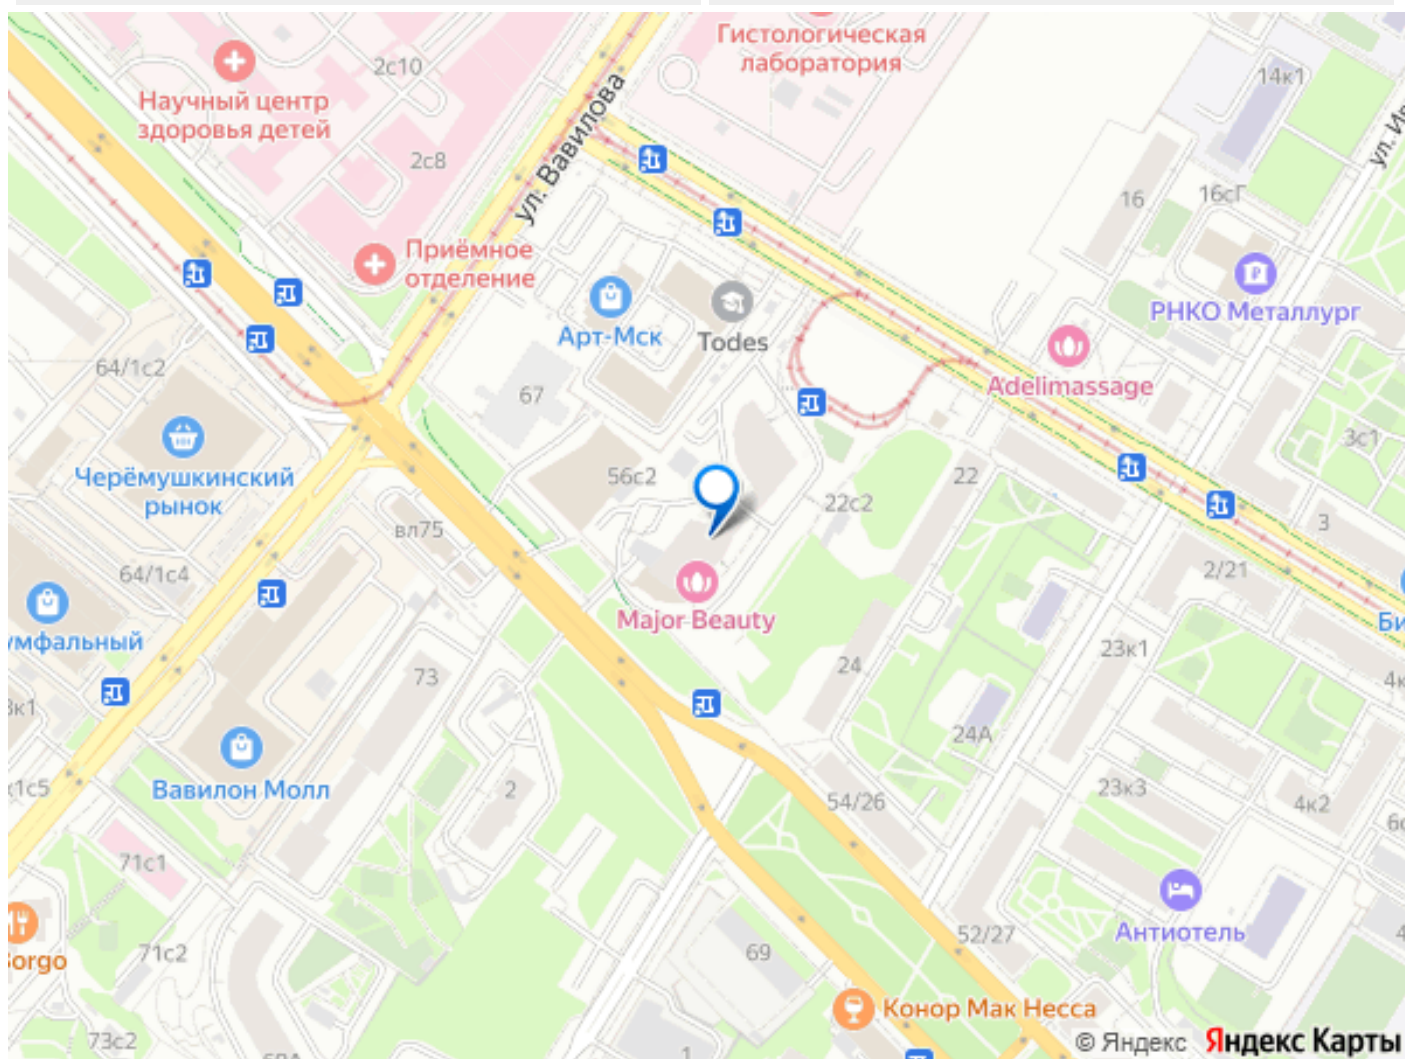 Гистологическая
лаборатория
2с10
14к1
Научный центр
здоровья детей
ул. Вавилова
2с8
16
16сГ
Приёмное
отделение
РНКО Металлург
Арт-Мск
Todes
64/1с2
67
Adelimassage
3с1
Черёмушкинский
рынок
56с2
22
22с2
вл75
3
64/1с4
2/21
Major Beauty
23к1
24
73
24А
Вавилон Молл
2
54/26
23к3
4к2
71с1
52/27
Антиотель
71с2
69
Конор Мак Несса
73с2
1
© Яндекс Яндекс Карты